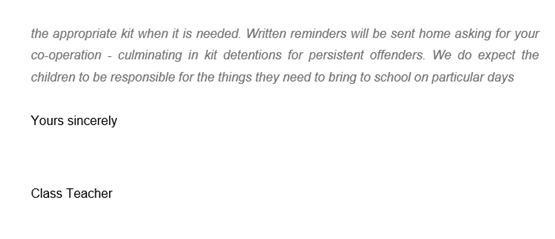 the appropriate kit when it is needed. Written reminders will be sent home asking for your
co-operation - culminating in kit detentions for persistent offenders. We do expect the
children to be responsible for the things they need to bring to school on particular days
Yours sincerely
Class Teacher